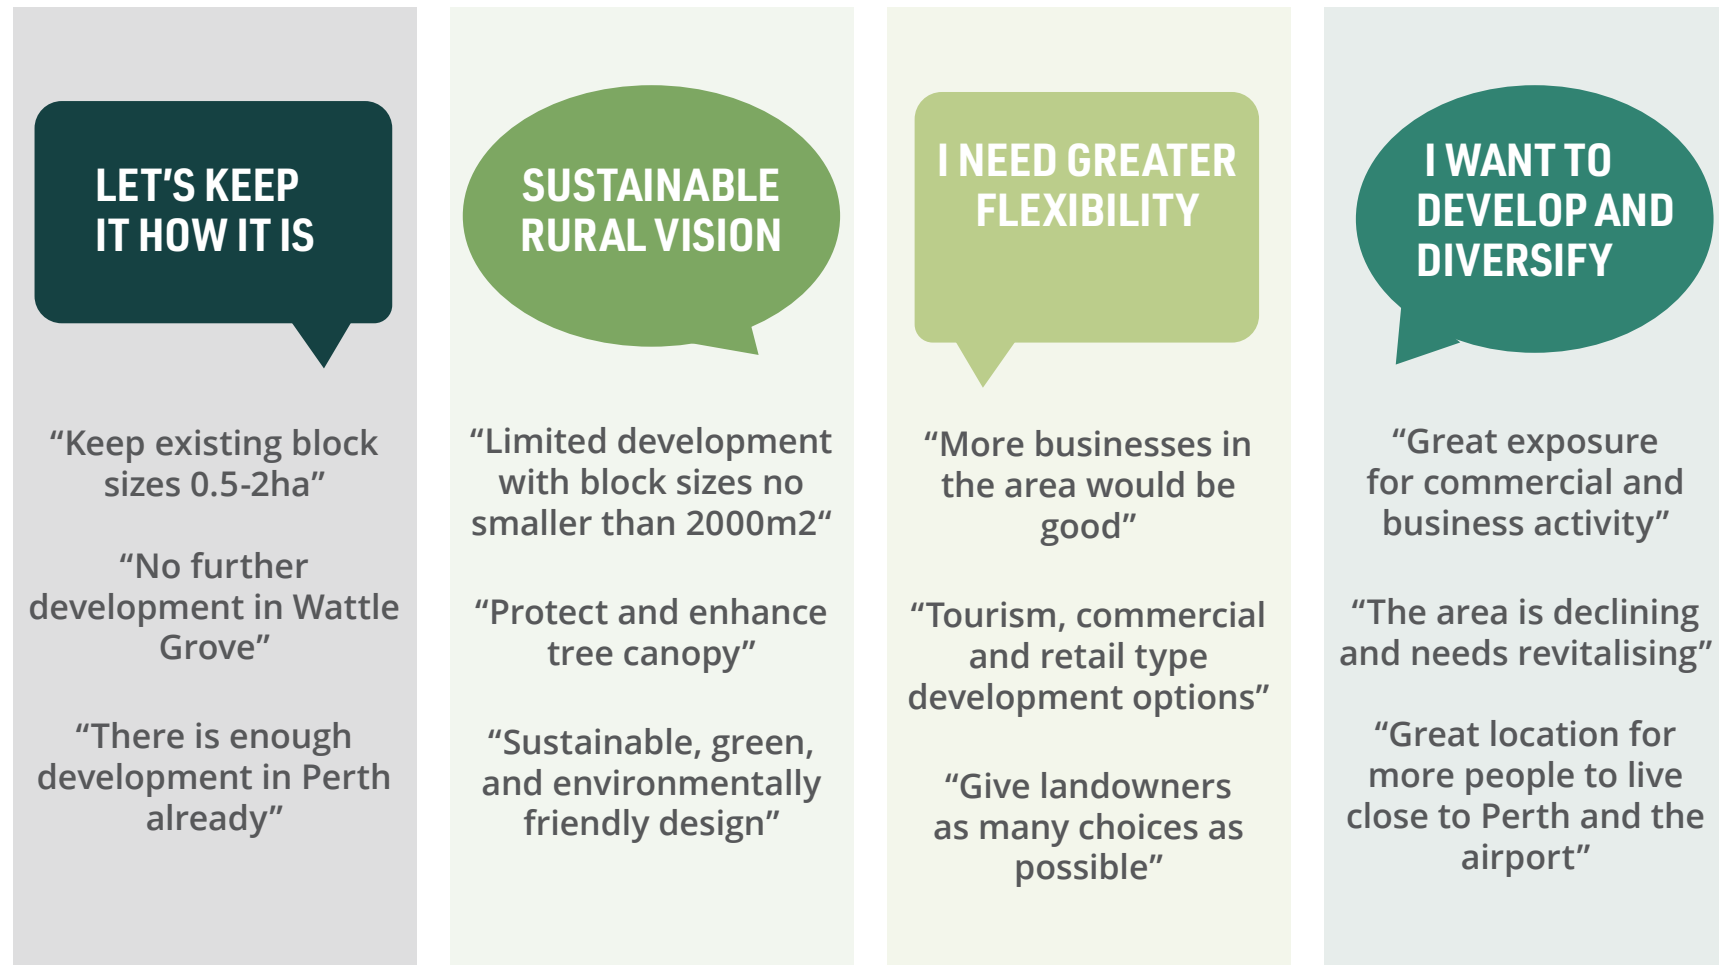 LET’S KEEP
IT HOW IT IS
“Keep existing block
sizes 0.5-2ha”
“No further
development in Wattle
Grove”
“There is enough
development in Perth
already”
SUSTAINABLE
RURAL VISION
“Limited development
with block sizes no
smaller than 2000m2“
“Protect and enhance
tree canopy”
“Sustainable, green,
and environmentally
friendly design”
I NEED GREATER
FLEXIBILITY
“More businesses in
the area would be
good”
“Tourism, commercial
and retail type
development options”
“Give landowners
as many choices as
possible”
I WANT TO
DEVELOP AND
DIVERSIFY
“Great exposure
for commercial and
business activity”
“The area is declining
and needs revitalising”
“Great location for
more people to live
close to Perth and the
airport”